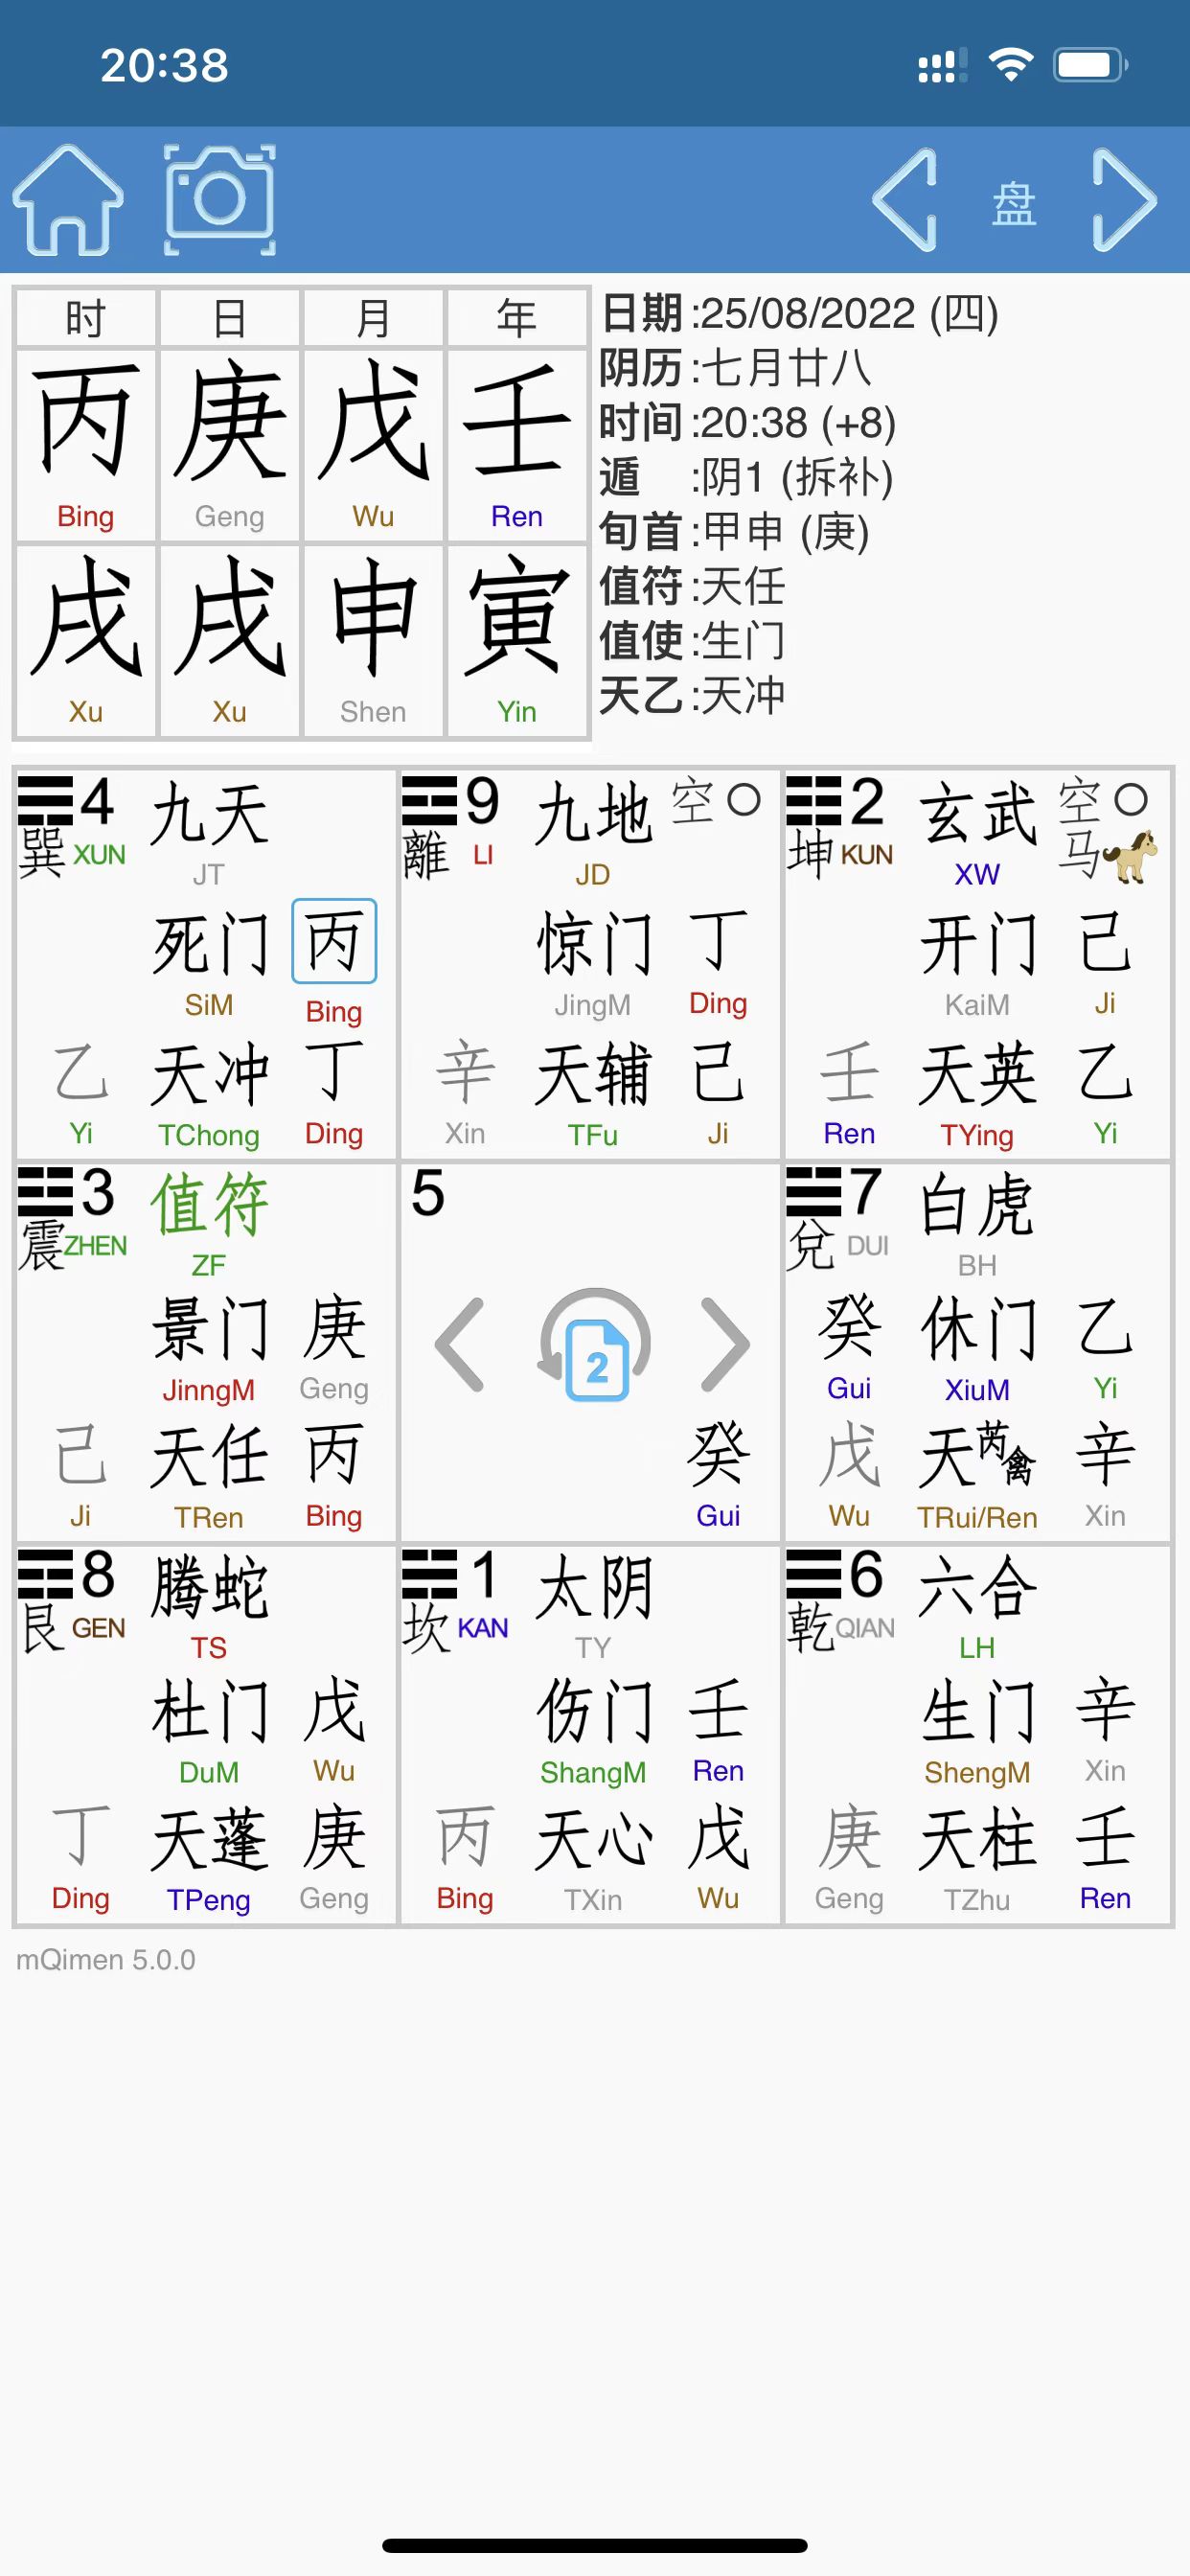 20:38
盘
时 日 月 年
丙 庚 戊 壬
Bing Geng Wu Ren
戌 戌 申 寅
Xu Xu Shen Yin
日期:25/08/2022 (四)
阴历:七月廿八
时间:20:38 (+8)
遁 :阴1 (拆补)
旬首:甲申 (庚)
值符:天任
值使:生门
天乙:天冲
4 九天
巽 XUN JT
死门 丙
SiM Bing
乙 天冲 丁
Yi TChong Ding
9 九地 空
離 LI JD
惊门 丁
JingM Ding
辛 天辅 己
Xin TFu Ji
2 玄武 空
坤 KUN XW 马
开门 己
KaiM Ji
壬 天英 乙
Ren TYing Yi
3 值符
震 ZHEN ZF
景门 庚
JinngM Geng
己 天任 丙
Ji TRen Bing
5
2
癸
Gui
7 白虎
兌 DUI BH
癸 休门 乙
Gui XiuM Yi
戊 天芮禽 辛
Wu TRui/Ren Xin
8 腾蛇
艮 GEN TS
杜门 戊
DuM Wu
丁 天蓬 庚
Ding TPeng Geng
1 太阴
坎 KAN TY
伤门 壬
ShangM Ren
丙 天心 戊
Bing TXin Wu
6 六合
乾 QIAN LH
生门 辛
ShengM Xin
庚 天柱 壬
Geng TZhu Ren
mQimen 5.0.0